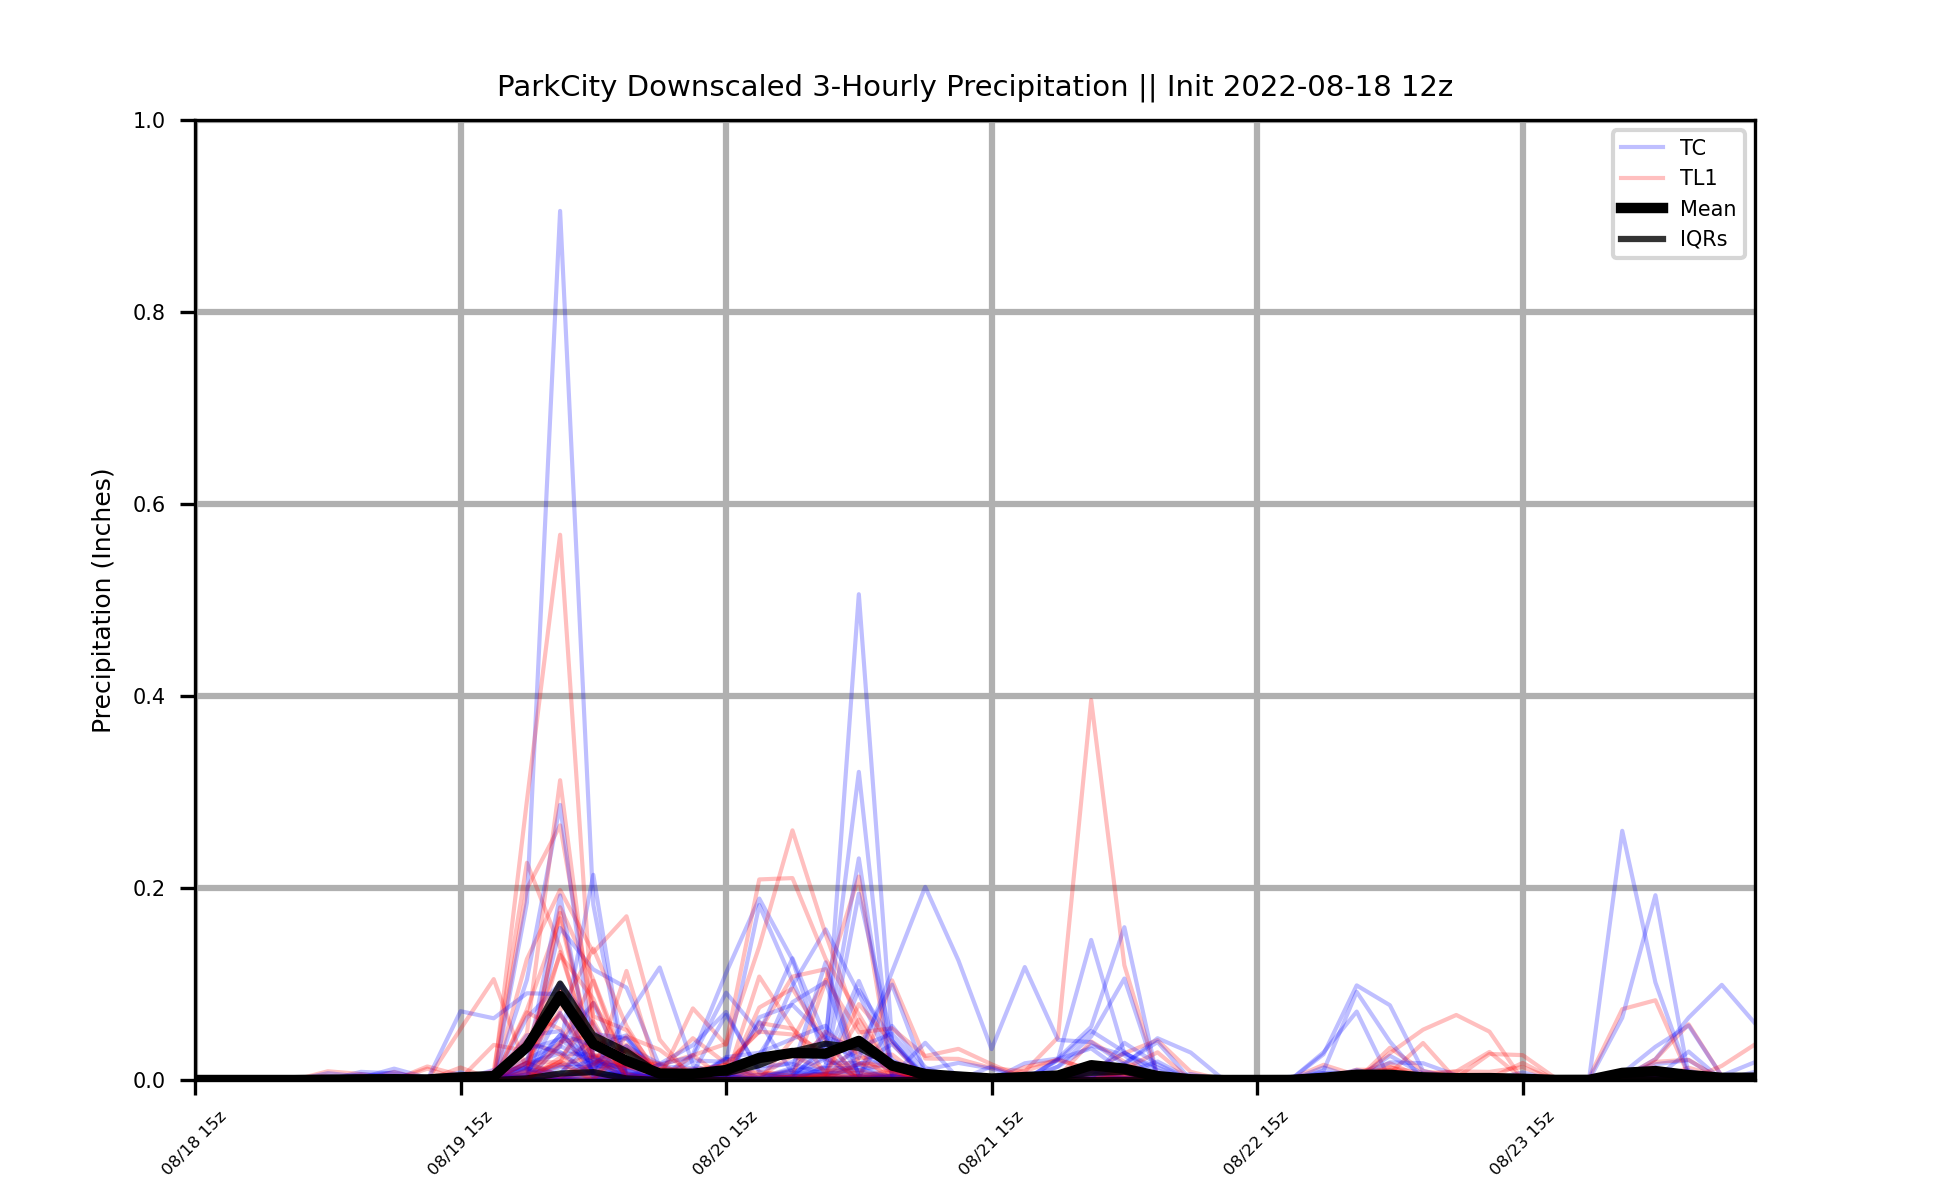 ParkCity Downscaled 3-Hourly Precipitation || Init 2022-08-18 12z
Precipitation (Inches)
1.0
0.8
0.6
0.4
0.2
0.0
TC
TL1
Mean
IQRs
08/18 15z
08/19 15z
08/20 15z
08/21 15z
08/22 15z
08/23 15z